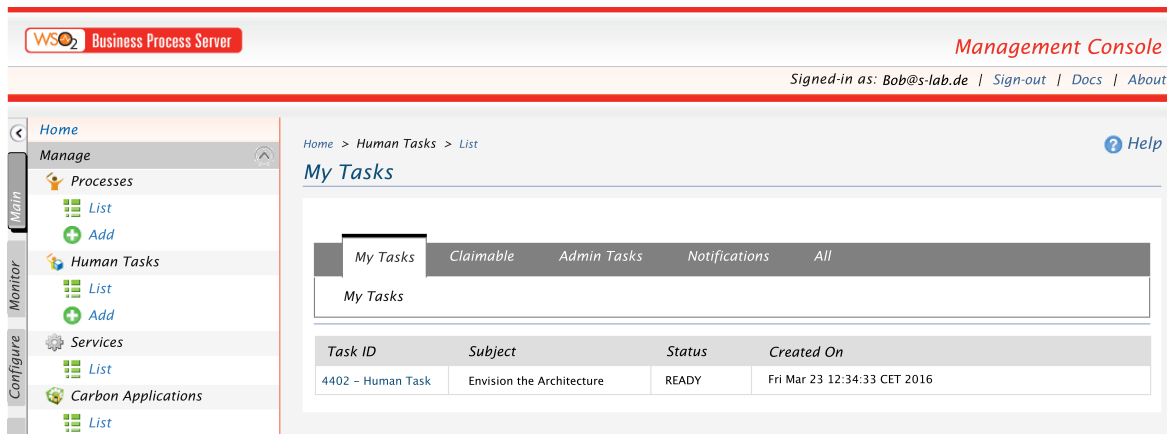 WSO2 Business Process Server
Management Console
Signed-in as: Bob@s-lab.de | Sign-out | Docs | About
Home
Manage
Processes
List
Add
Human Tasks
List
Add
Services
List
Carbon Applications
List
Main
Monitor
Configure
Home > Human Tasks > List
Help
My Tasks
My Tasks Claimable Admin Tasks Notifications All
My Tasks
Task ID Subject Status Created On
4402 – Human Task Envision the Architecture READY Fri Mar 23 12:34:33 CET 2016